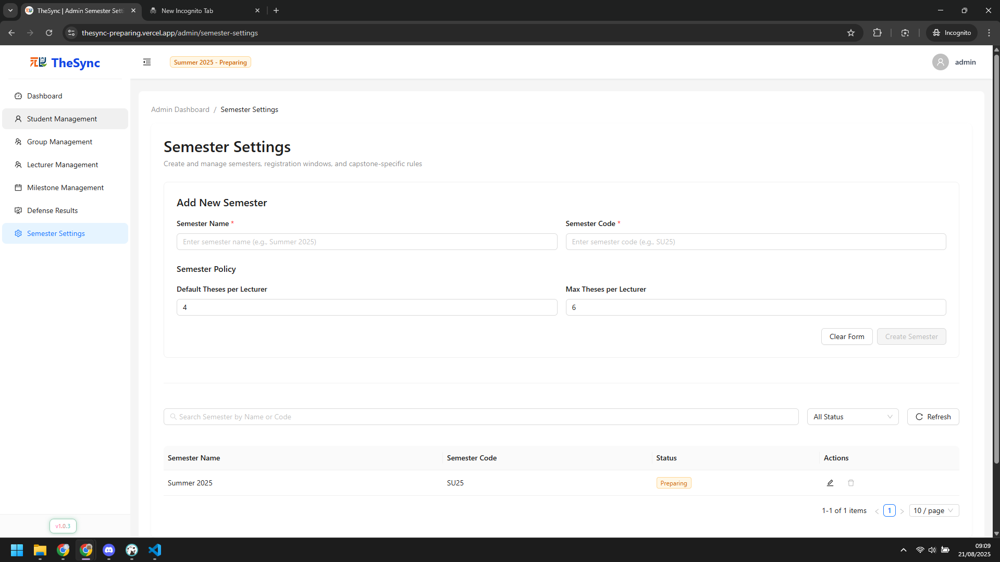 TheSync | Admin Semester Sett
New Incognito Tab
thesync-preparing.vercel.app/admin/semester-settings
Incognito
TheSync
Summer 2025 - Preparing
admin
Dashboard
Student Management
Group Management
Lecturer Management
Milestone Management
Defense Results
Semester Settings
v1.0.3
Admin Dashboard / Semester Settings
Semester Settings
Create and manage semesters, registration windows, and capstone-specific rules
Add New Semester
Semester Name *
Semester Code *
Enter semester name (e.g., Summer 2025)
Enter semester code (e.g., SU25)
Semester Policy
Default Theses per Lecturer
Max Theses per Lecturer
4
6
Clear Form
Create Semester
Search Semester by Name or Code
All Status
Refresh
Semester Name
Semester Code
Status
Actions
Summer 2025
SU25
Preparing
1-1 of 1 items
1
10 / page
09:09
21/08/2025